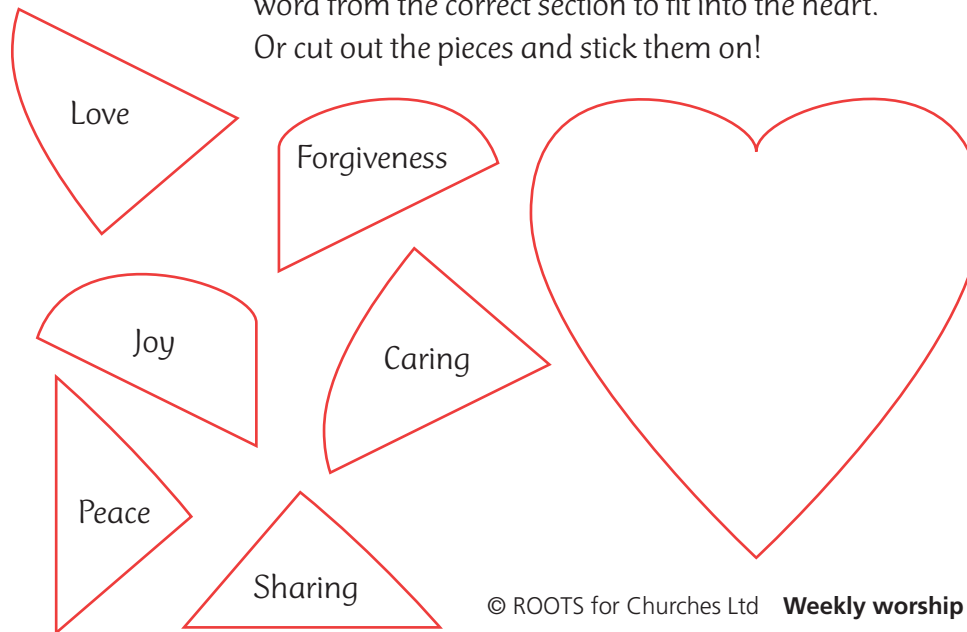 word from the correct section to fit into the heart.
Or cut out the pieces and stick them on!
Love
Forgiveness
Joy
Caring
Peace
Sharing
© ROOTS for Churches Ltd Weekly worship